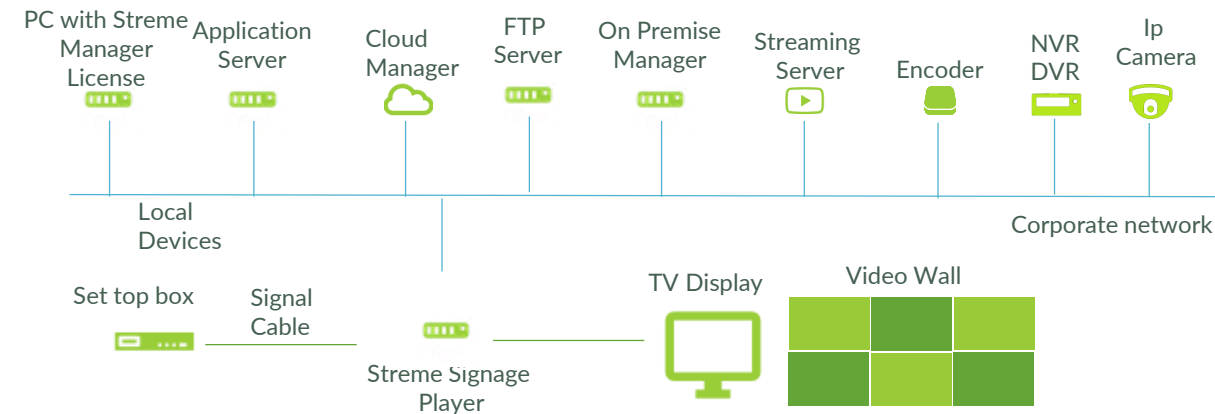 PC with Streme
Manager
License
Application
Server
Cloud
Manager
FTP
Server
On Premise
Manager
Streaming
Server
Encoder
NVR
DVR
Ip
Camera
Local
Devices
Corporate network
Set top box
Signal
Cable
Streme Signage
Player
TV Display
Video Wall